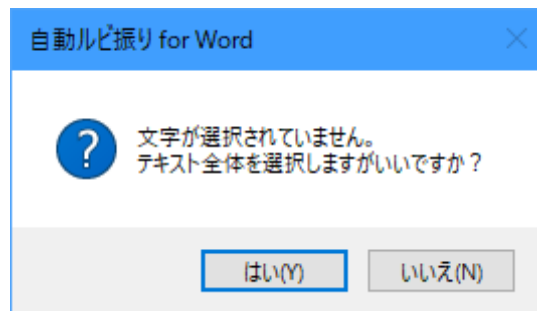 自動ルビ振り for Word
文字が選択されていません。
テキスト全体を選択しますがいいですか？
はい(Y)
いいえ(N)